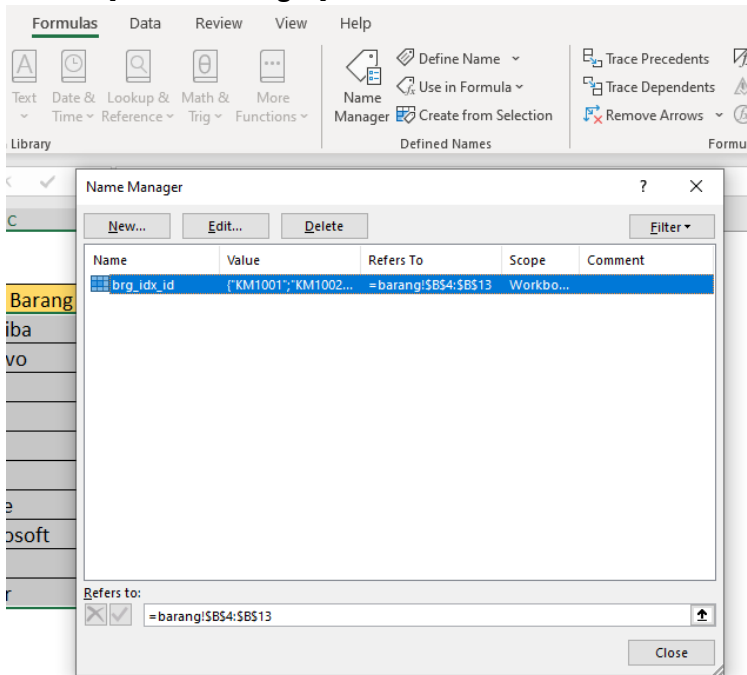 Formulas Data Review View Help
Define Name
Trace Precedents
Text Date & Time Lookup & Reference Math & Trig More Functions
Name Manager
Use in Formula
Trace Dependents
Create from Selection
Remove Arrows
Library
Defined Names
Formu
Name Manager ? X
C
New... Edit... Delete Filter
Name Value Refers To Scope Comment
brg_idx_id {"KM1001";"KM1002... =barang!$B$4:$B$13 Workbo...
Barang
iba
vo
e
osoft
r
Refers to:
=barang!$B$4:$B$13
Close